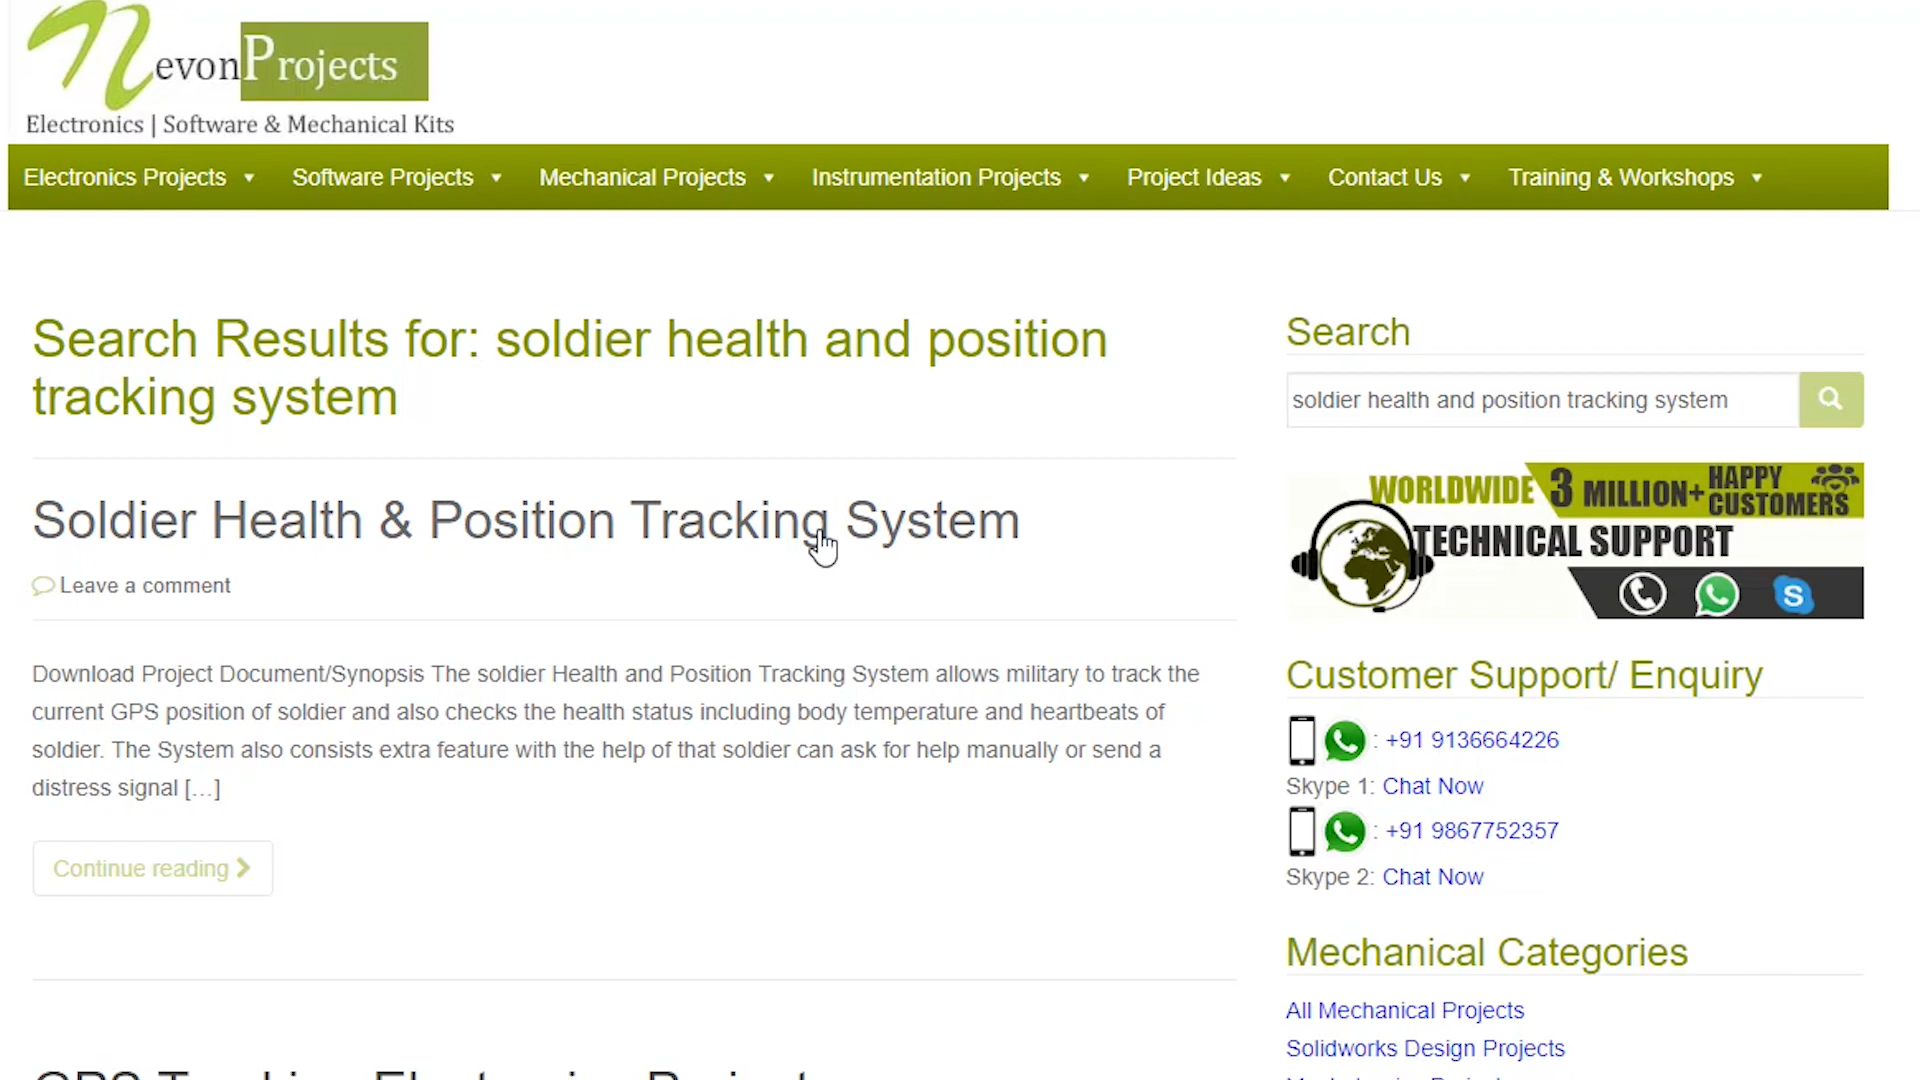 NevonProjects
Electronics | Software & Mechanical Kits
Electronics Projects
Software Projects
Mechanical Projects
Instrumentation Projects
Project Ideas
Contact Us
Training & Workshops
Search Results for: soldier health and position
tracking system
Soldier Health & Position Tracking System
Leave a comment
Download Project Document/Synopsis The soldier Health and Position Tracking System allows military to track the
current GPS position of soldier and also checks the health status including body temperature and heartbeats of
soldier. The System also consists extra feature with the help of that soldier can ask for help manually or send a
distress signal […]
Continue reading
Search
soldier health and position tracking system
WORLDWIDE 3 MILLION+ HAPPY CUSTOMERS
TECHNICAL SUPPORT
Customer Support/ Enquiry
: +91 9136664226
Skype 1: Chat Now
: +91 9867752357
Skype 2: Chat Now
Mechanical Categories
All Mechanical Projects
Solidworks Design Projects